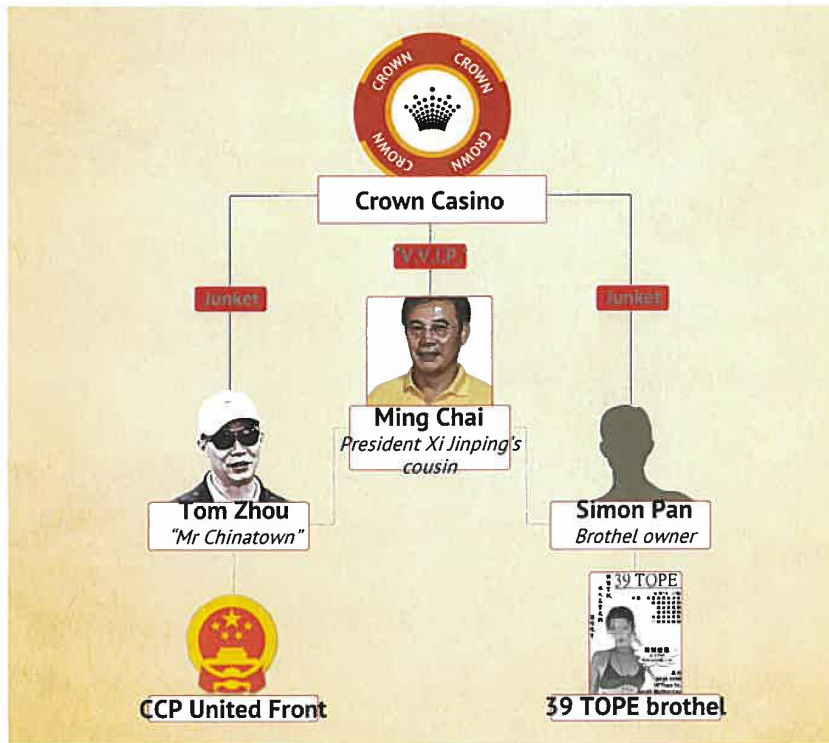 CROWN CROWN
CROWN CROWN
Crown Casino
V.V.I.P.
Junket
Junket
Ming Chai
President Xi Jinping's
cousin
Tom Zhou
"Mr Chinatown"
Simon Pan
Brothel owner
39 TOPE
CCP United Front
39 TOPE brothel